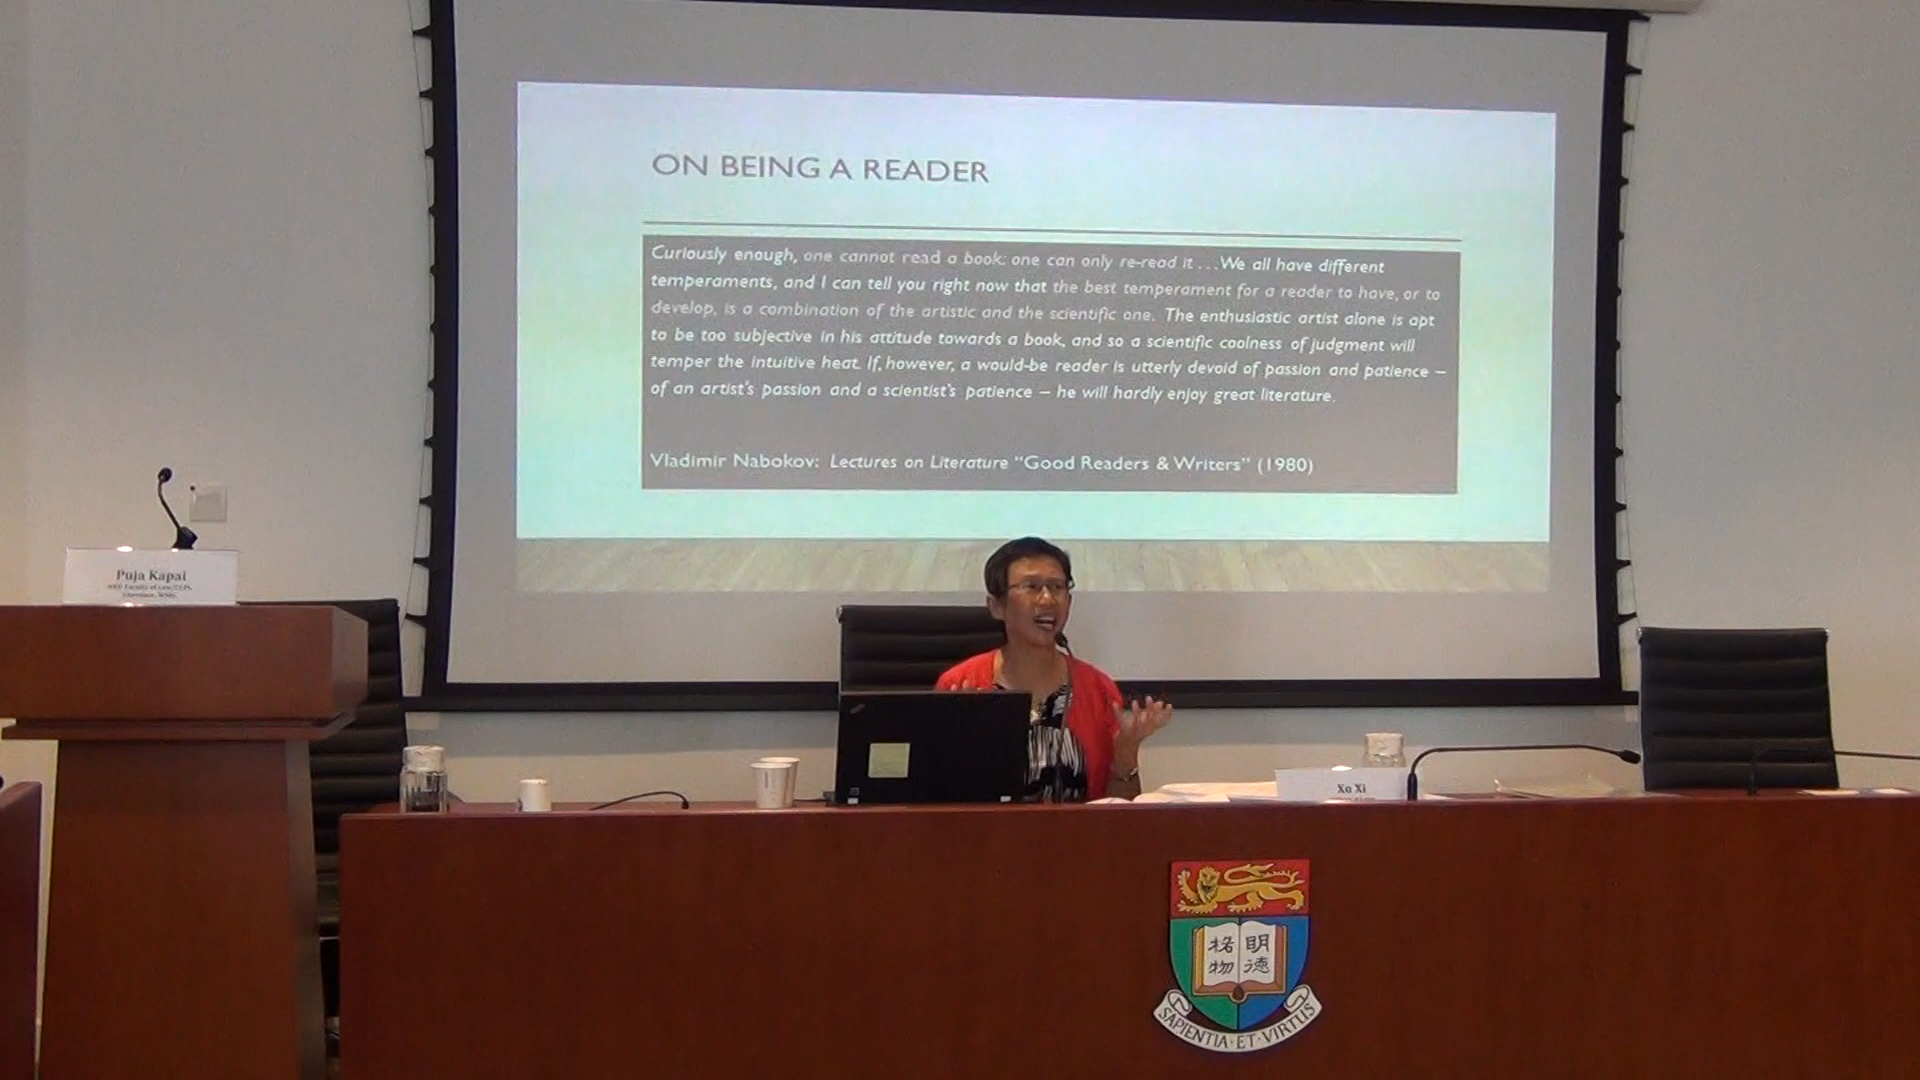 ON BEING A READER
Curiously enough, one cannot read a book: one can only re-read it . . . We all have different
temperaments, and I can tell you right now that the best temperament for a reader to have, or to
develop, is a combination of the artistic and the scientific one. The enthusiastic artist alone is apt
to be too subjective in his attitude towards a book, and so a scientific coolness of judgment will
temper the intuitive heat. If, however, a would-be reader is utterly devoid of passion and patience –
of an artist's passion and a scientist's patience – he will hardly enjoy great literature.
Vladimir Nabokov: Lectures on Literature "Good Readers & Writers" (1980)
Puja Kapai
Xu Xi
明德
格物
SAPIENTIA·ET·VIRTUS